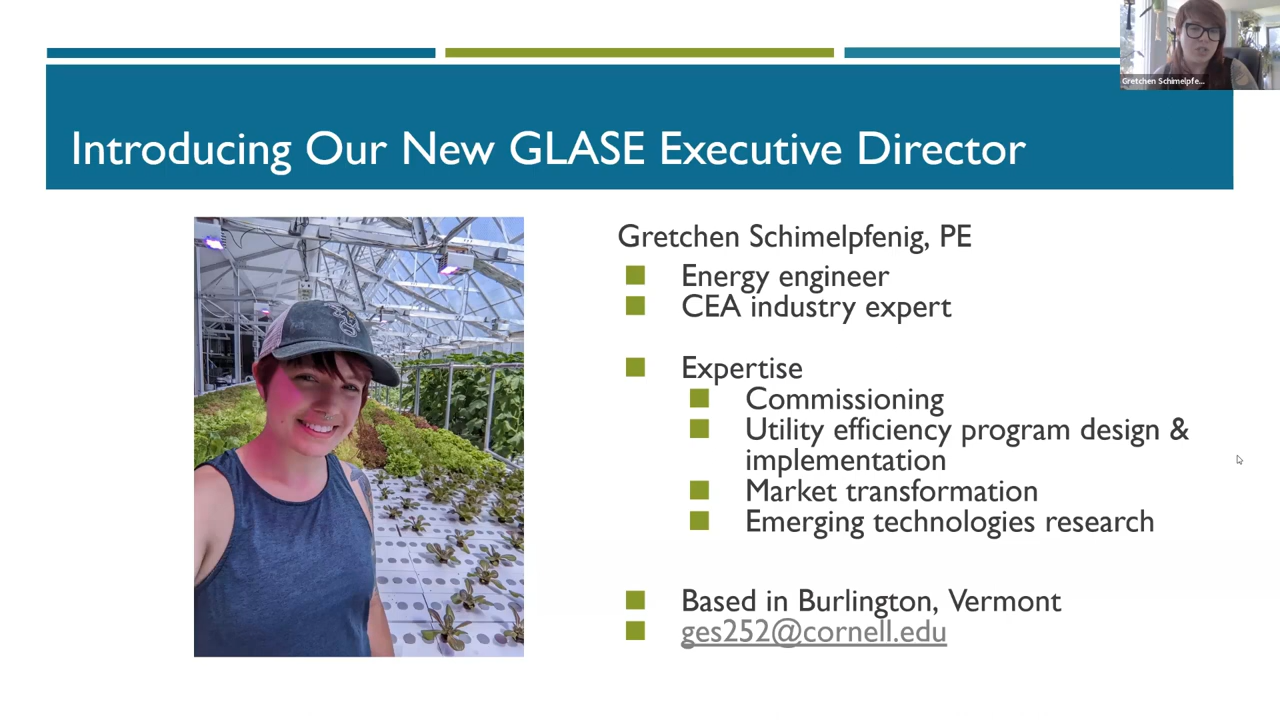 Gretchen Schimelpfe...
Introducing Our New GLASE Executive Director
Gretchen Schimelpfenig, PE
Energy engineer
CEA industry expert
Expertise
Commissioning
Utility efficiency program design &
implementation
Market transformation
Emerging technologies research
Based in Burlington, Vermont
ges252@cornell.edu